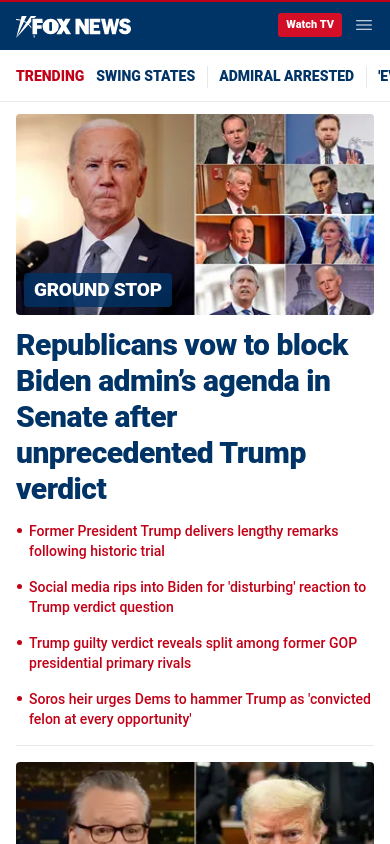 FOX NEWS
Watch TV
TRENDING SWING STATES ADMIRAL ARRESTED
GROUND STOP
Republicans vow to block
Biden admin’s agenda in
Senate after
unprecedented Trump
verdict
• Former President Trump delivers lengthy remarks
following historic trial
• Social media rips into Biden for 'disturbing' reaction to
Trump verdict question
• Trump guilty verdict reveals split among former GOP
presidential primary rivals
• Soros heir urges Dems to hammer Trump as 'convicted
felon at every opportunity'